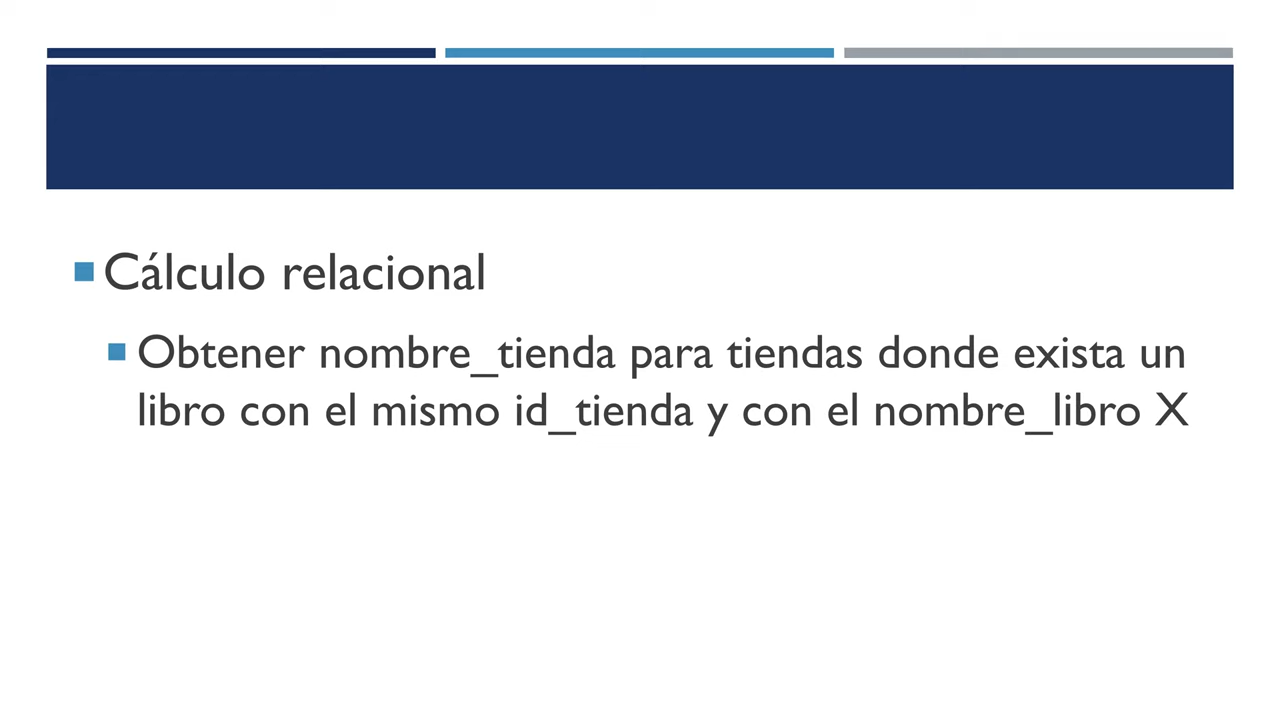 Cálculo relacional
Obtener nombre_tienda para tiendas donde exista un
libro con el mismo id_tienda y con el nombre_libro X